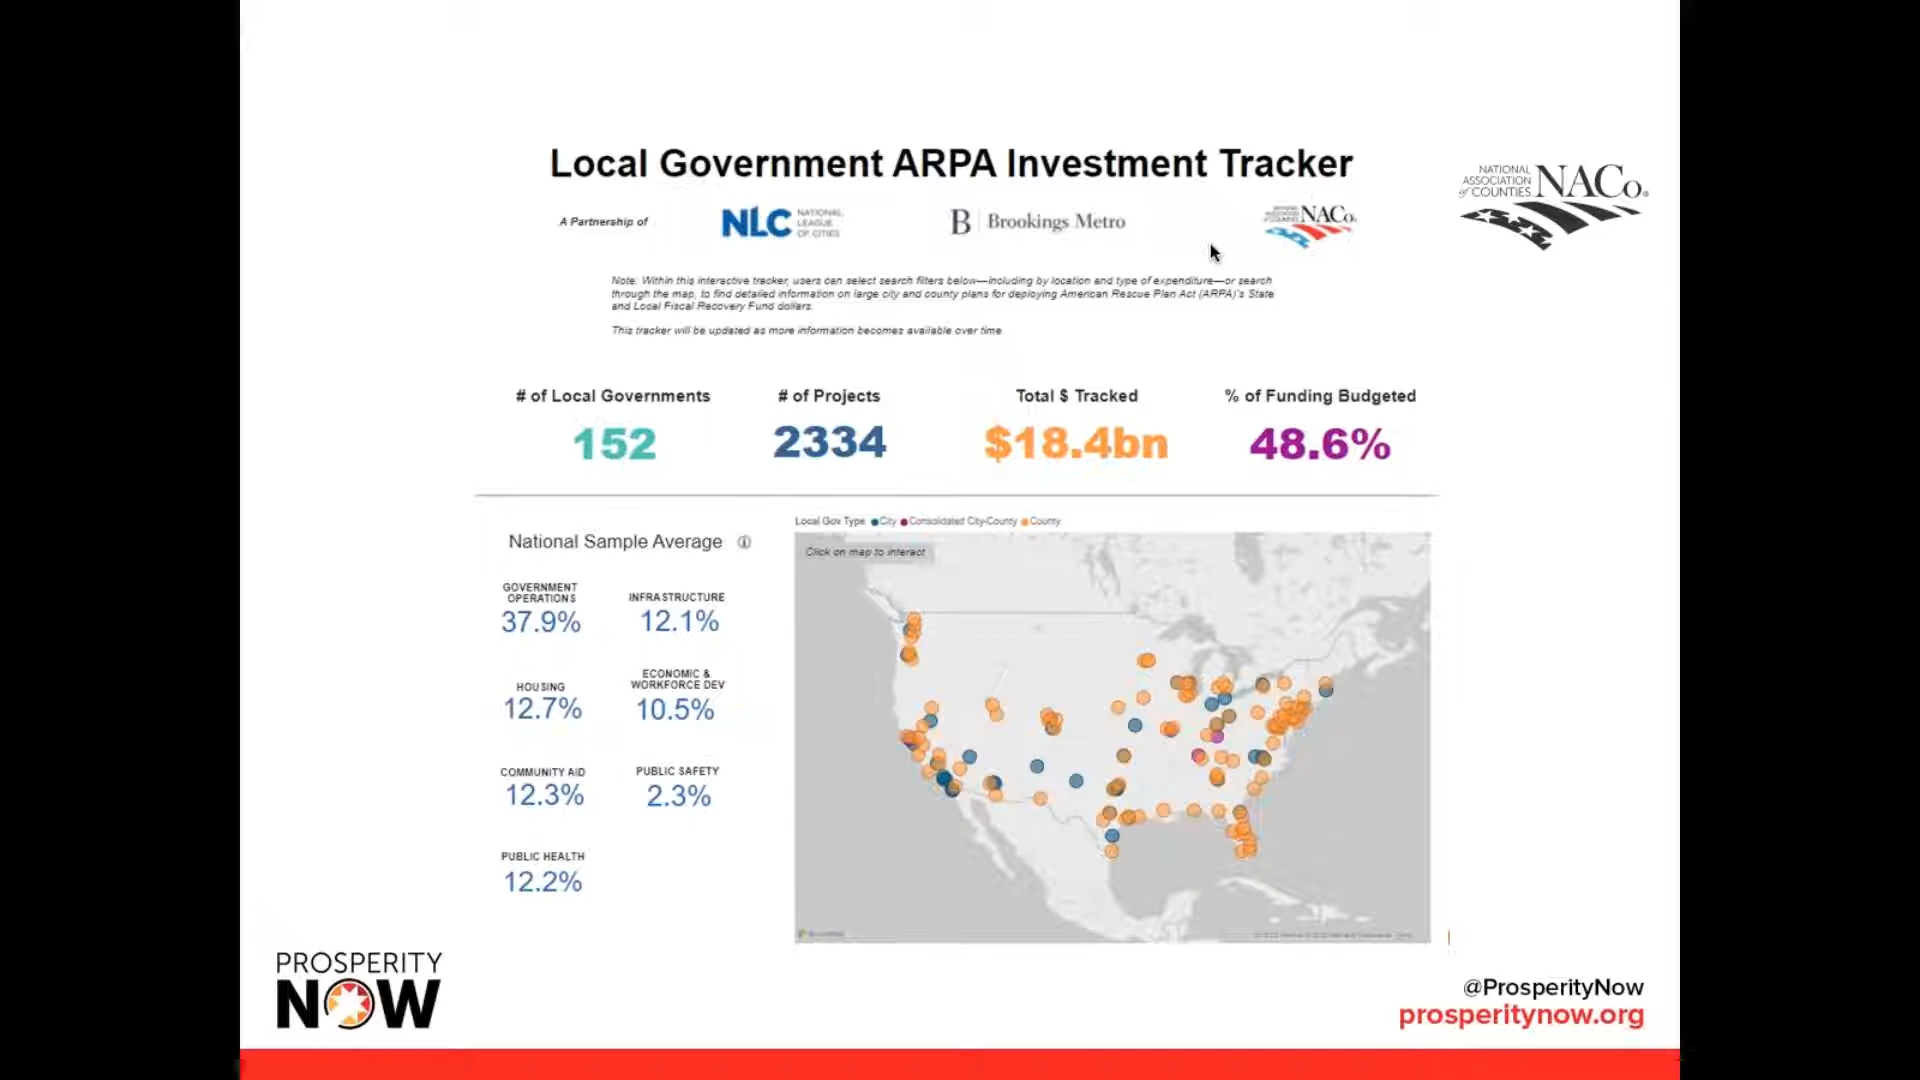 Local Government ARPA Investment Tracker
NATIONAL
ASSOCIATION
of COUNTIES
NACo®
A Partnership of
NLC
NATIONAL
LEAGUE
OF CITIES
B Brookings Metro
NACo
Note: Within this interactive tracker, users can select search filters below—including by location and type of expenditure—or search
through the map, to find detailed information on large city and county plans for deploying American Rescue Plan Act (ARPA)'s State
and Local Fiscal Recovery Fund dollars.
This tracker will be updated as more information becomes available over time
# of Local Governments
152
# of Projects
2334
Total $ Tracked
$18.4bn
% of Funding Budgeted
48.6%
National Sample Average
GOVERNMENT
OPERATIONS
37.9%
INFRASTRUCTURE
12.1%
HOUSING
12.7%
ECONOMIC &
WORKFORCE DEV
10.5%
COMMUNITY AID
12.3%
PUBLIC SAFETY
2.3%
PUBLIC HEALTH
12.2%
Local Gov Type City Consolidated City-County County
Click on map to interact
PROSPERITY
NOW
@ProsperityNow
prosperitynow.org